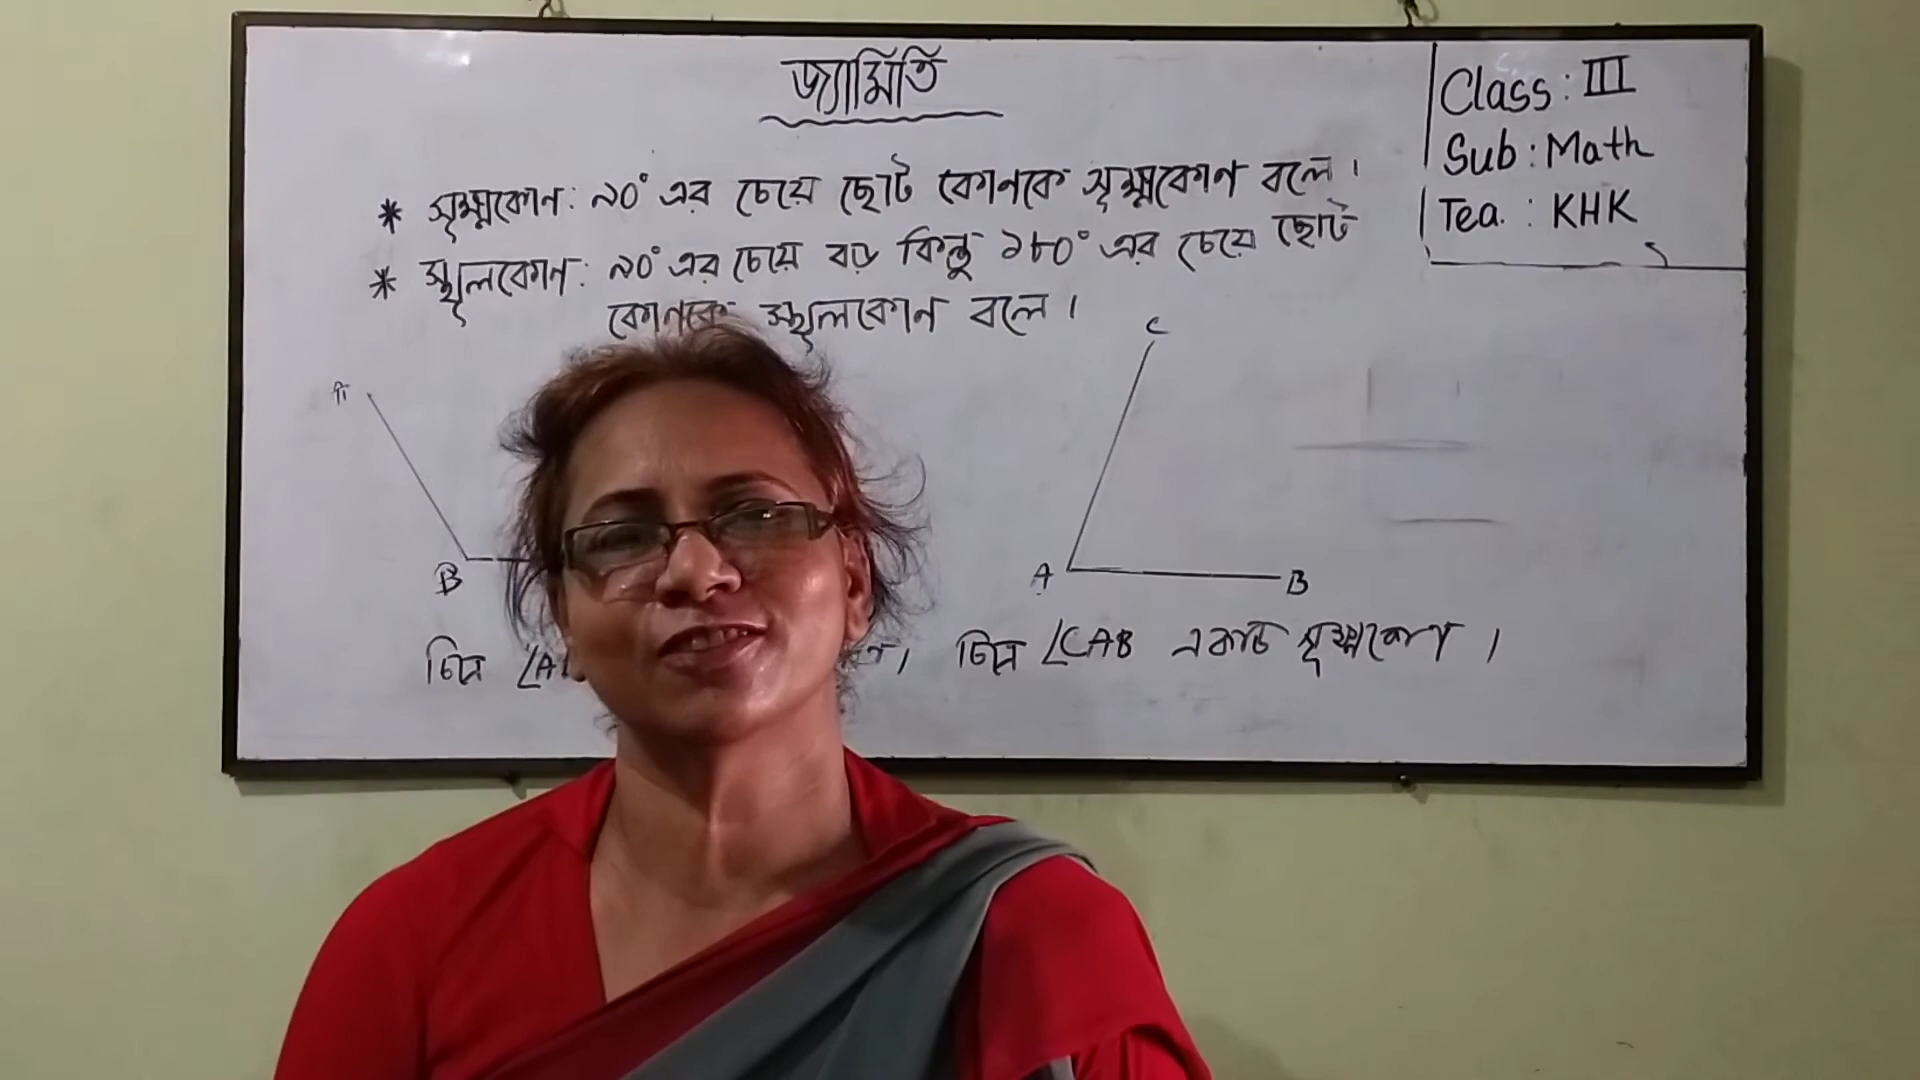 জ্যামিতি
Class : III
Sub : Math
Tea. : KHK
* সূক্ষ্মকোণ: ৯০° এর চেয়ে ছোট কোণকে সূক্ষ্মকোণ বলে।
* স্থূলকোণ: ৯০° এর চেয়ে বড় কিন্তু ১৮০° এর চেয়ে ছোট
কোণকে স্থূলকোণ বলে।
C
B
A
B
চিত্র
চিত্র ∠CAB একটি সূক্ষ্মকোণ।